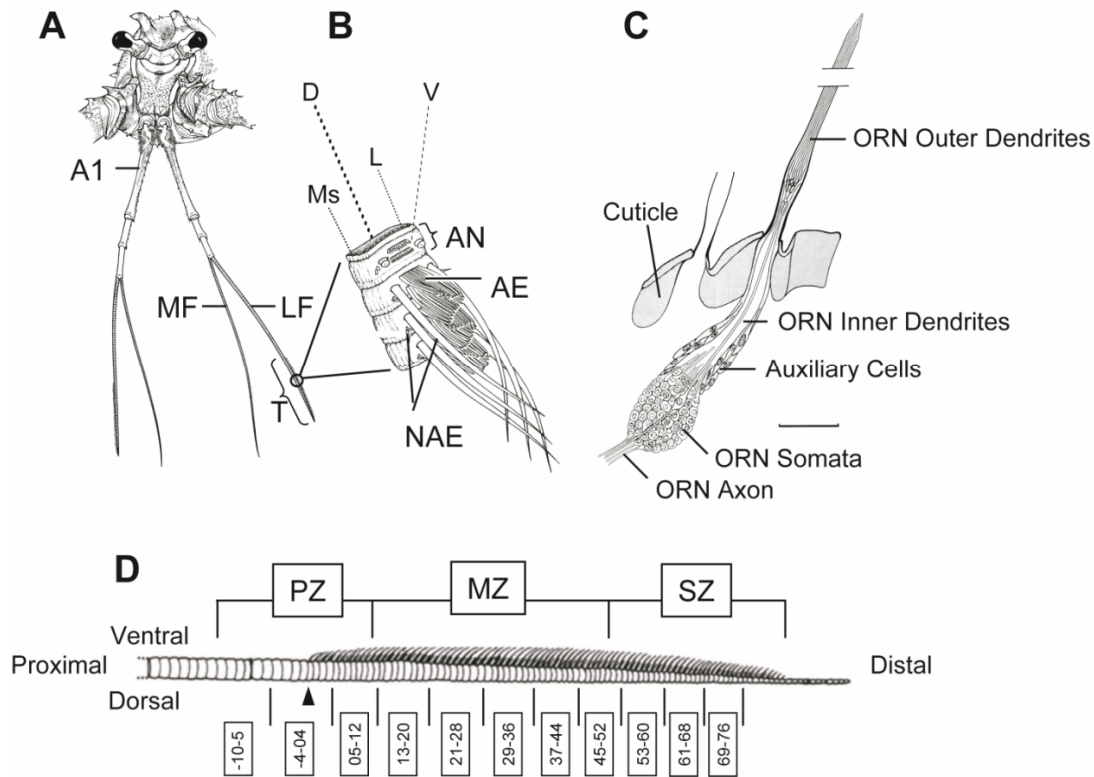 A
B
C
D
V
L
Ms
A1
AN
AE
MF
LF
T
NAE
ORN Outer Dendrites
Cuticle
ORN Inner Dendrites
Auxiliary Cells
ORN Somata
ORN Axon
D
PZ
MZ
SZ
Ventral
Proximal
Distal
Dorsal
-10-5
-4-04
05-12
13-20
21-28
29-36
37-44
45-52
53-60
61-68
69-76